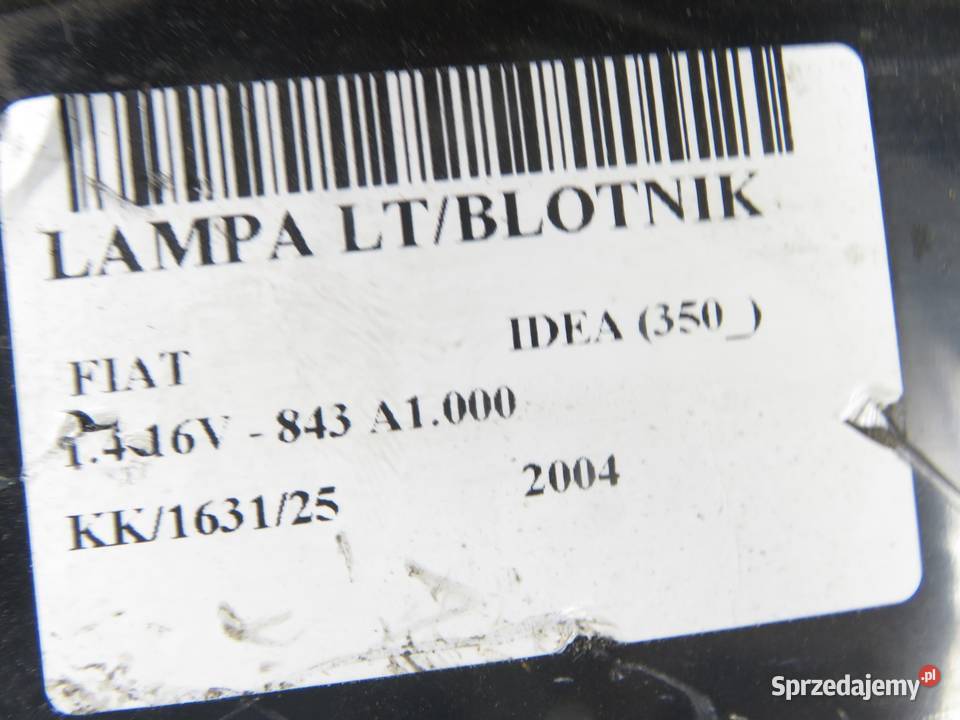 LAMPA LT/BLOTNIK
FIAT IDEA (350_)
1.4 16V - 843 A1.000
KK/1631/25 2004
Sprzedajemy.pl